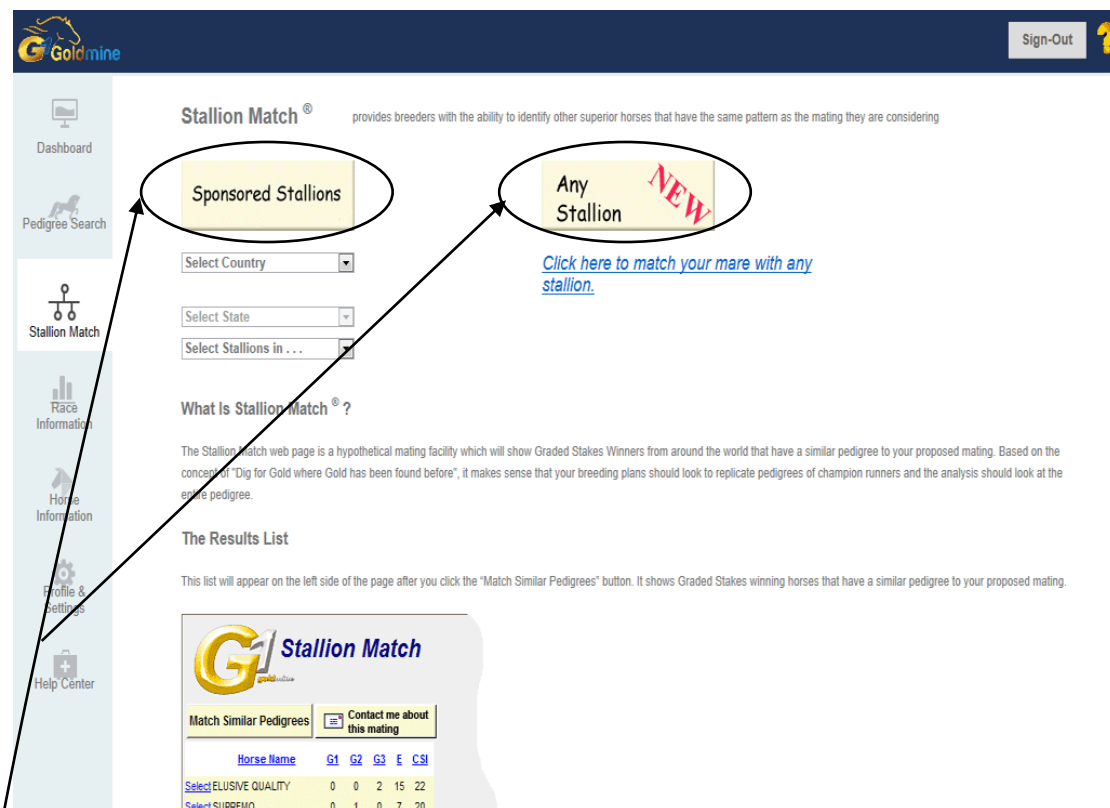 G1 Goldmine
Sign-Out
Dashboard
Pedigree Search
Stallion Match
Race
Information
Horse
Information
Profile &
Settings
Help Center
Stallion Match ® provides breeders with the ability to identify other superior horses that have the same pattern as the mating they are considering
Sponsored Stallions
Any
Stallion
NEW
Select Country
Click here to match your mare with any
stallion.
Select State
Select Stallions in . . .
What Is Stallion Match ® ?
The Stallion Match web page is a hypothetical mating facility which will show Graded Stakes Winners from around the world that have a similar pedigree to your proposed mating. Based on the
concept of "Dig for Gold where Gold has been found before", it makes sense that your breeding plans should look to replicate pedigrees of champion runners and the analysis should look at the
entire pedigree.
The Results List
This list will appear on the left side of the page after you click the “Match Similar Pedigrees” button. It shows Graded Stakes winning horses that have a similar pedigree to your proposed mating.
G1 goldmine
Stallion Match
Match Similar Pedigrees
Contact me about
this mating
Horse Name G1 G2 G3 E CSI
Select ELUSIVE QUALITY 0 0 2 15 22
Select SUPREMO 0 1 0 7 20